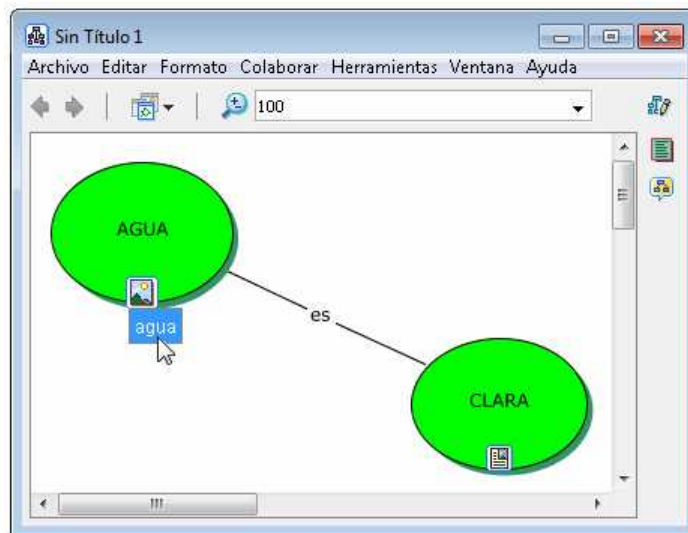 Sin Título 1
Archivo Editar Formato Colaborar Herramientas Ventana Ayuda
100
AGUA
agua
es
CLARA